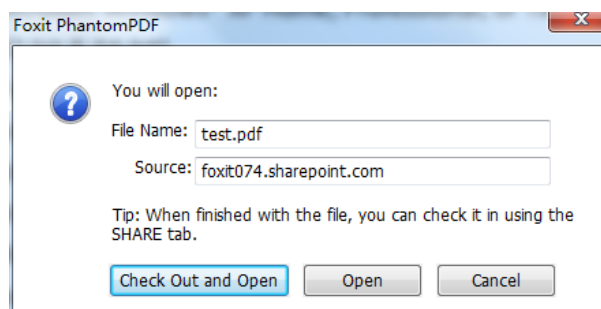 Foxit PhantomPDF
You will open:
File Name: test.pdf
Source: foxit074.sharepoint.com
Tip: When finished with the file, you can check it in using the
SHARE tab.
Check Out and Open Open Cancel